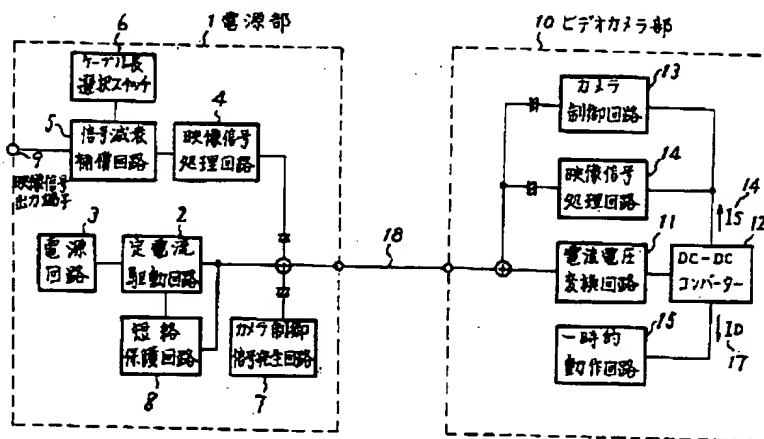 1 電源部
6
ケーブル長
選択スイッチ
5
信号減衰
補償回路
4
映像信号
処理回路
9
映像信号
出力端子
3
電源
回路
2
定電流
駆動回路
短絡
保護回路
8
カメラ制御
信号発生回路
7
18
10 ビデオカメラ部
13
カメラ
制御回路
14
映像信号
処理回路
11
電流電圧
変換回路
14
IS
12
DC-DC
コンバーター
15
一時的
動作回路
ID
17